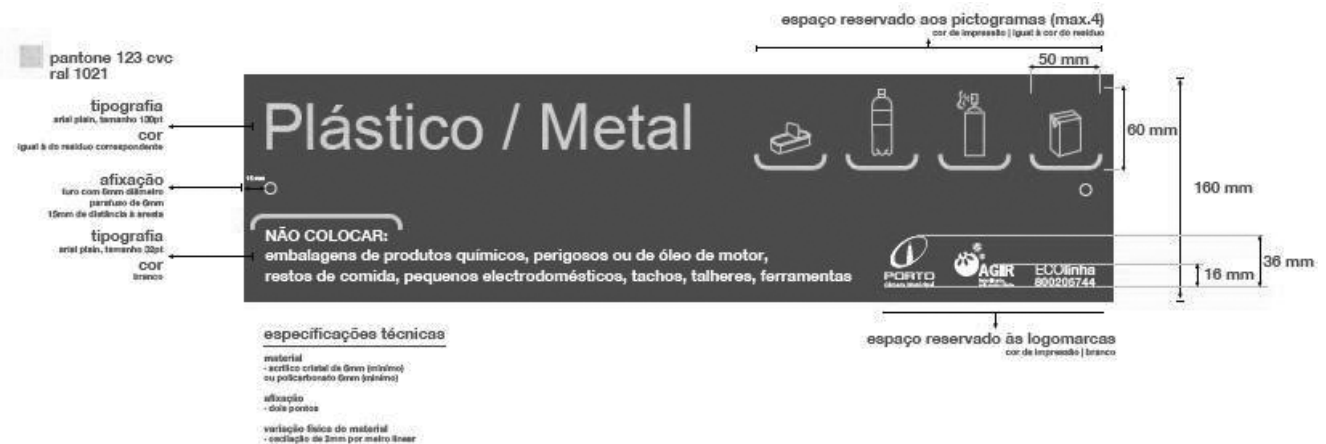 espaço reservado aos pictogramas (max.4)
cor de impressão | igual à cor do resíduo
pantone 123 cvc
ral 1021
50 mm
tipografia
arial plain, tamanho 130pt
cor
igual à do resíduo correspondente
Plástico / Metal
60 mm
afixação
furo com 6mm diâmetro
parafuso de 6mm
15mm de distância à aresta
15 mm
160 mm
tipografia
arial plain, tamanho 32pt
cor
branco
NÃO COLOCAR:
embalagens de produtos químicos, perigosos ou de óleo de motor,
restos de comida, pequenos electrodomésticos, tachos, talheres, ferramentas
PORTO
câmara municipal
AGIR
ECOlinha
800205744
16 mm
36 mm
especificações técnicas
espaço reservado às logomarcas
cor de impressão | branco
material
- acrílico cristal de 6mm (mínimo)
ou policarbonato 6mm (mínimo)
afixação
- dois pontos
variação física do material
- oscilação de 2mm por metro linear